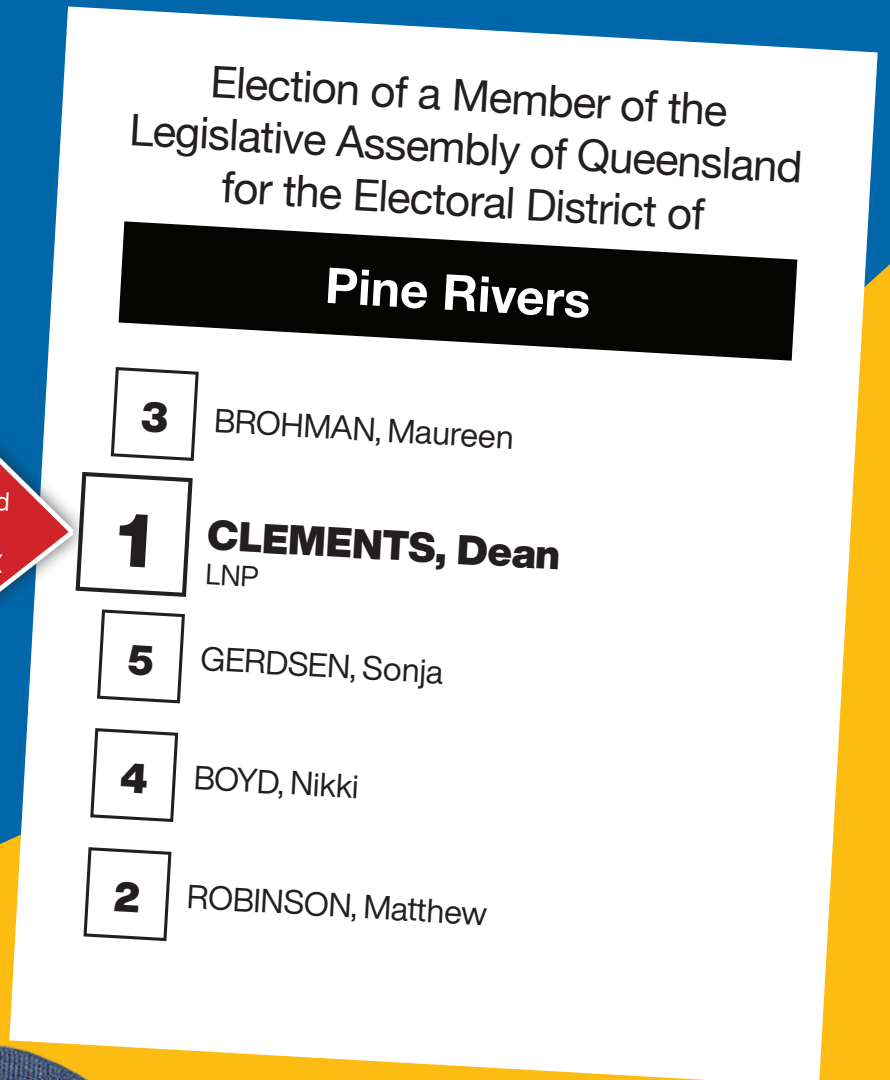 Election of a Member of the
Legislative Assembly of Queensland
for the Electoral District of
Pine Rivers
3 BROHMAN, Maureen
1 CLEMENTS, Dean
LNP
5 GERDSEN, Sonja
4 BOYD, Nikki
2 ROBINSON, Matthew